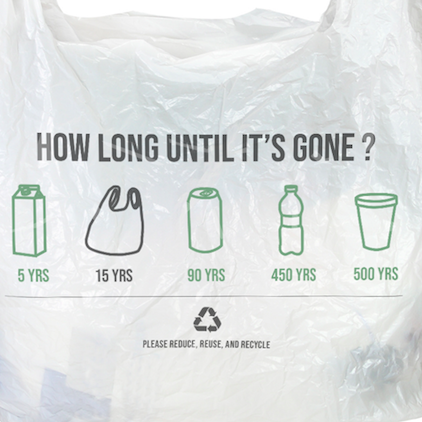 HOW LONG UNTIL IT'S GONE ?
5 YRS 15 YRS 90 YRS 450 YRS 500 YRS
PLEASE REDUCE, REUSE, AND RECYCLE